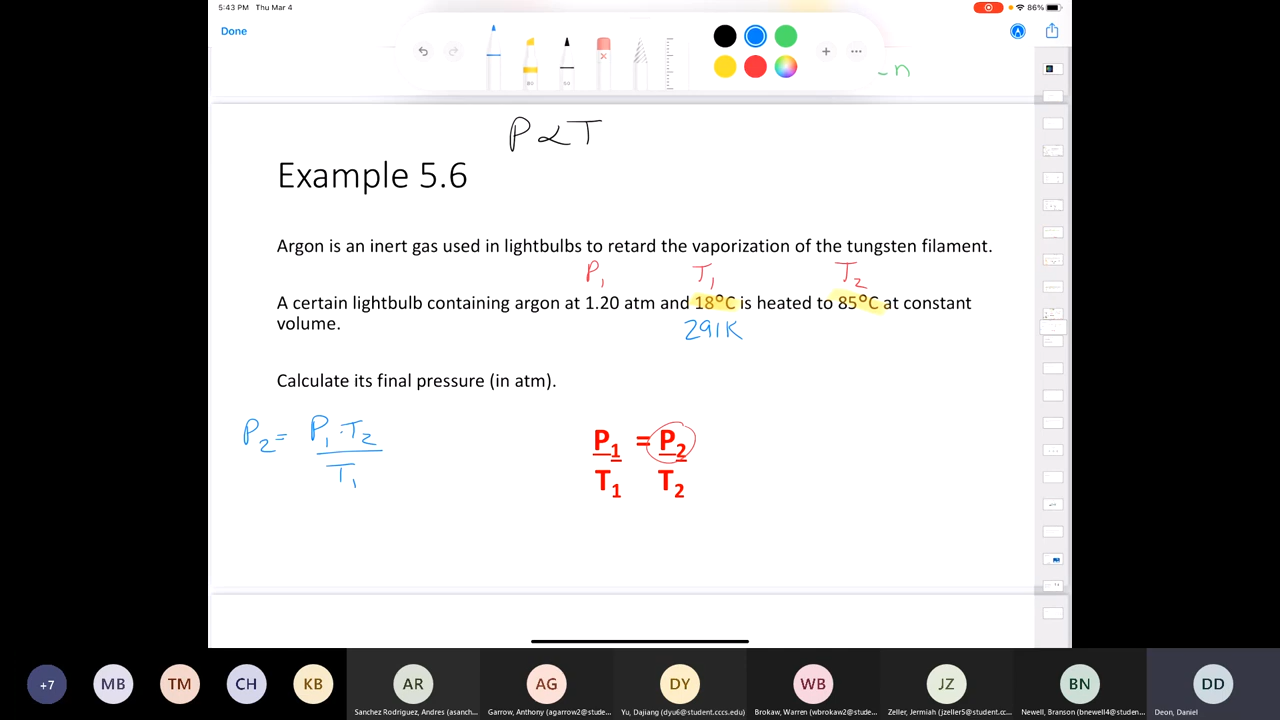 5:43 PM Thu Mar 4
86%
Done
-n
P ∝ T
Example 5.6
Argon is an inert gas used in lightbulbs to retard the vaporization of the tungsten filament.
P1 T1 T2
A certain lightbulb containing argon at 1.20 atm and 18°C is heated to 85°C at constant
volume.
291K
Calculate its final pressure (in atm).
P2 = P1 · T2
T1
P1 = P2
T1 T2
+7 MB TM CH KB AR AG DY WB JZ BN DD
Sanchez Rodriguez, Andres (asanch... Garrow, Anthony (agarrow2@stude... Yu, Dajiang (dyu6@student.cccs.edu) Brokaw, Warren (wbrokaw2@stude... Zeller, Jermiah (jzeller5@student.cc... Newell, Branson (bnewell4@studen... Deon, Daniel